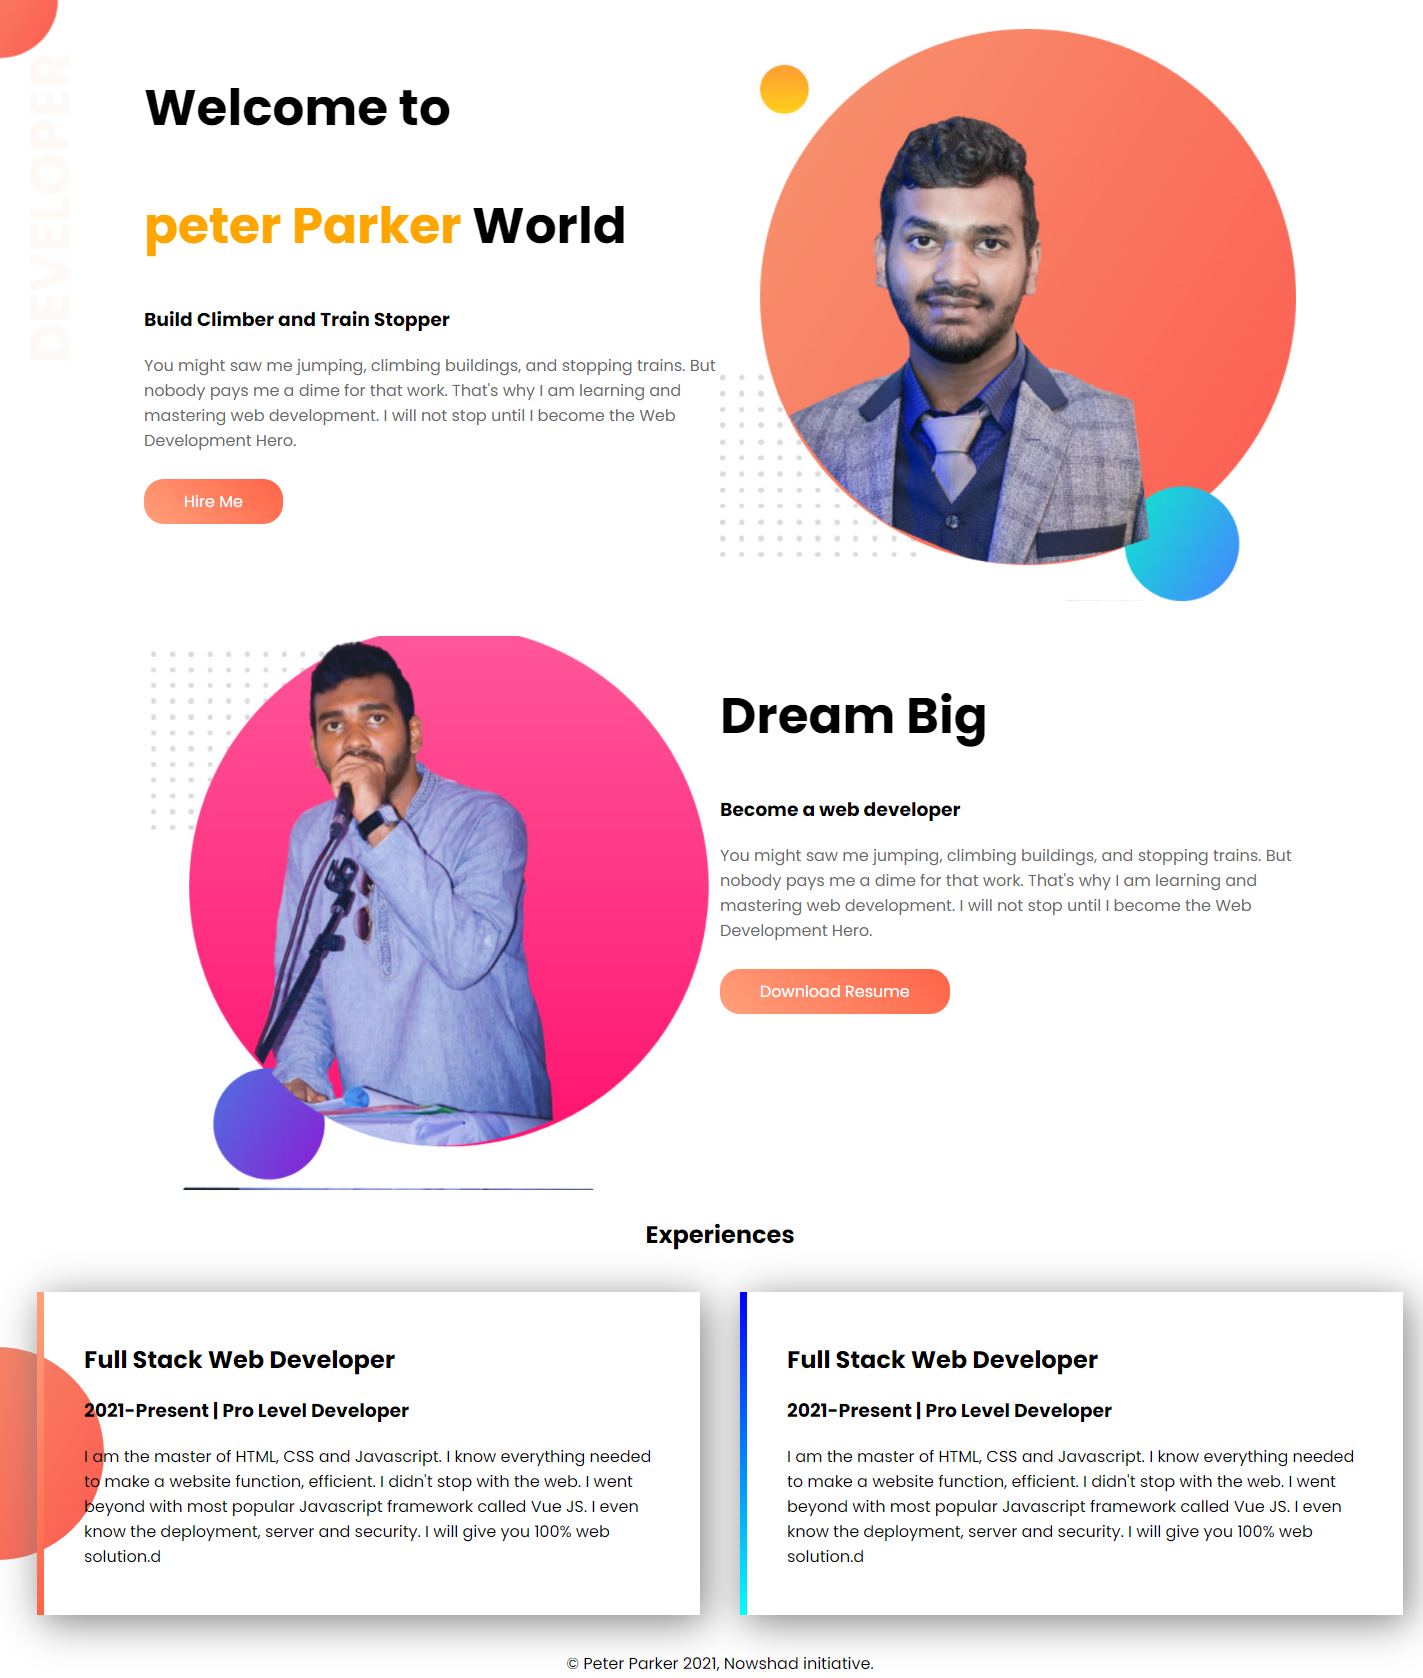 DEVELOPER
Welcome to
peter Parker World
Build Climber and Train Stopper
You might saw me jumping, climbing buildings, and stopping trains. But
nobody pays me a dime for that work. That's why I am learning and
mastering web development. I will not stop until I become the Web
Development Hero.
Hire Me
Dream Big
Become a web developer
You might saw me jumping, climbing buildings, and stopping trains. But
nobody pays me a dime for that work. That's why I am learning and
mastering web development. I will not stop until I become the Web
Development Hero.
Download Resume
Experiences
Full Stack Web Developer
2021-Present | Pro Level Developer
I am the master of HTML, CSS and Javascript. I know everything needed
to make a website function, efficient. I didn't stop with the web. I went
beyond with most popular Javascript framework called Vue JS. I even
know the deployment, server and security. I will give you 100% web
solution.d
Full Stack Web Developer
2021-Present | Pro Level Developer
I am the master of HTML, CSS and Javascript. I know everything needed
to make a website function, efficient. I didn't stop with the web. I went
beyond with most popular Javascript framework called Vue JS. I even
know the deployment, server and security. I will give you 100% web
solution.d
© Peter Parker 2021, Nowshad initiative.